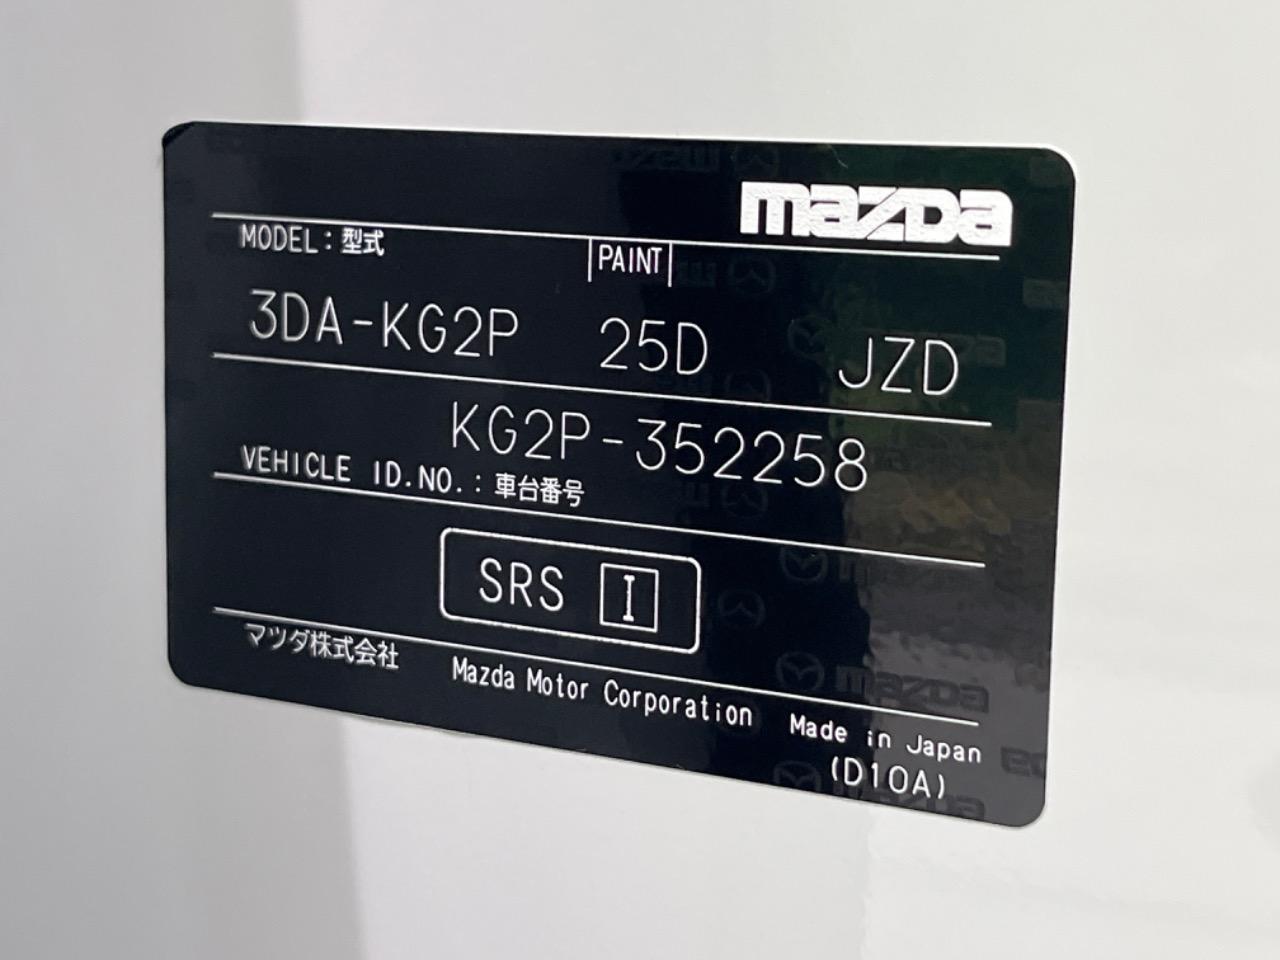 mazda
MODEL：型式
PAINT
3DA-KG2P 25D JZD
KG2P-352258
VEHICLE ID.NO.：車台番号
SRS I
マツダ株式会社 Mazda Motor Corporation Made in Japan
(D10A)